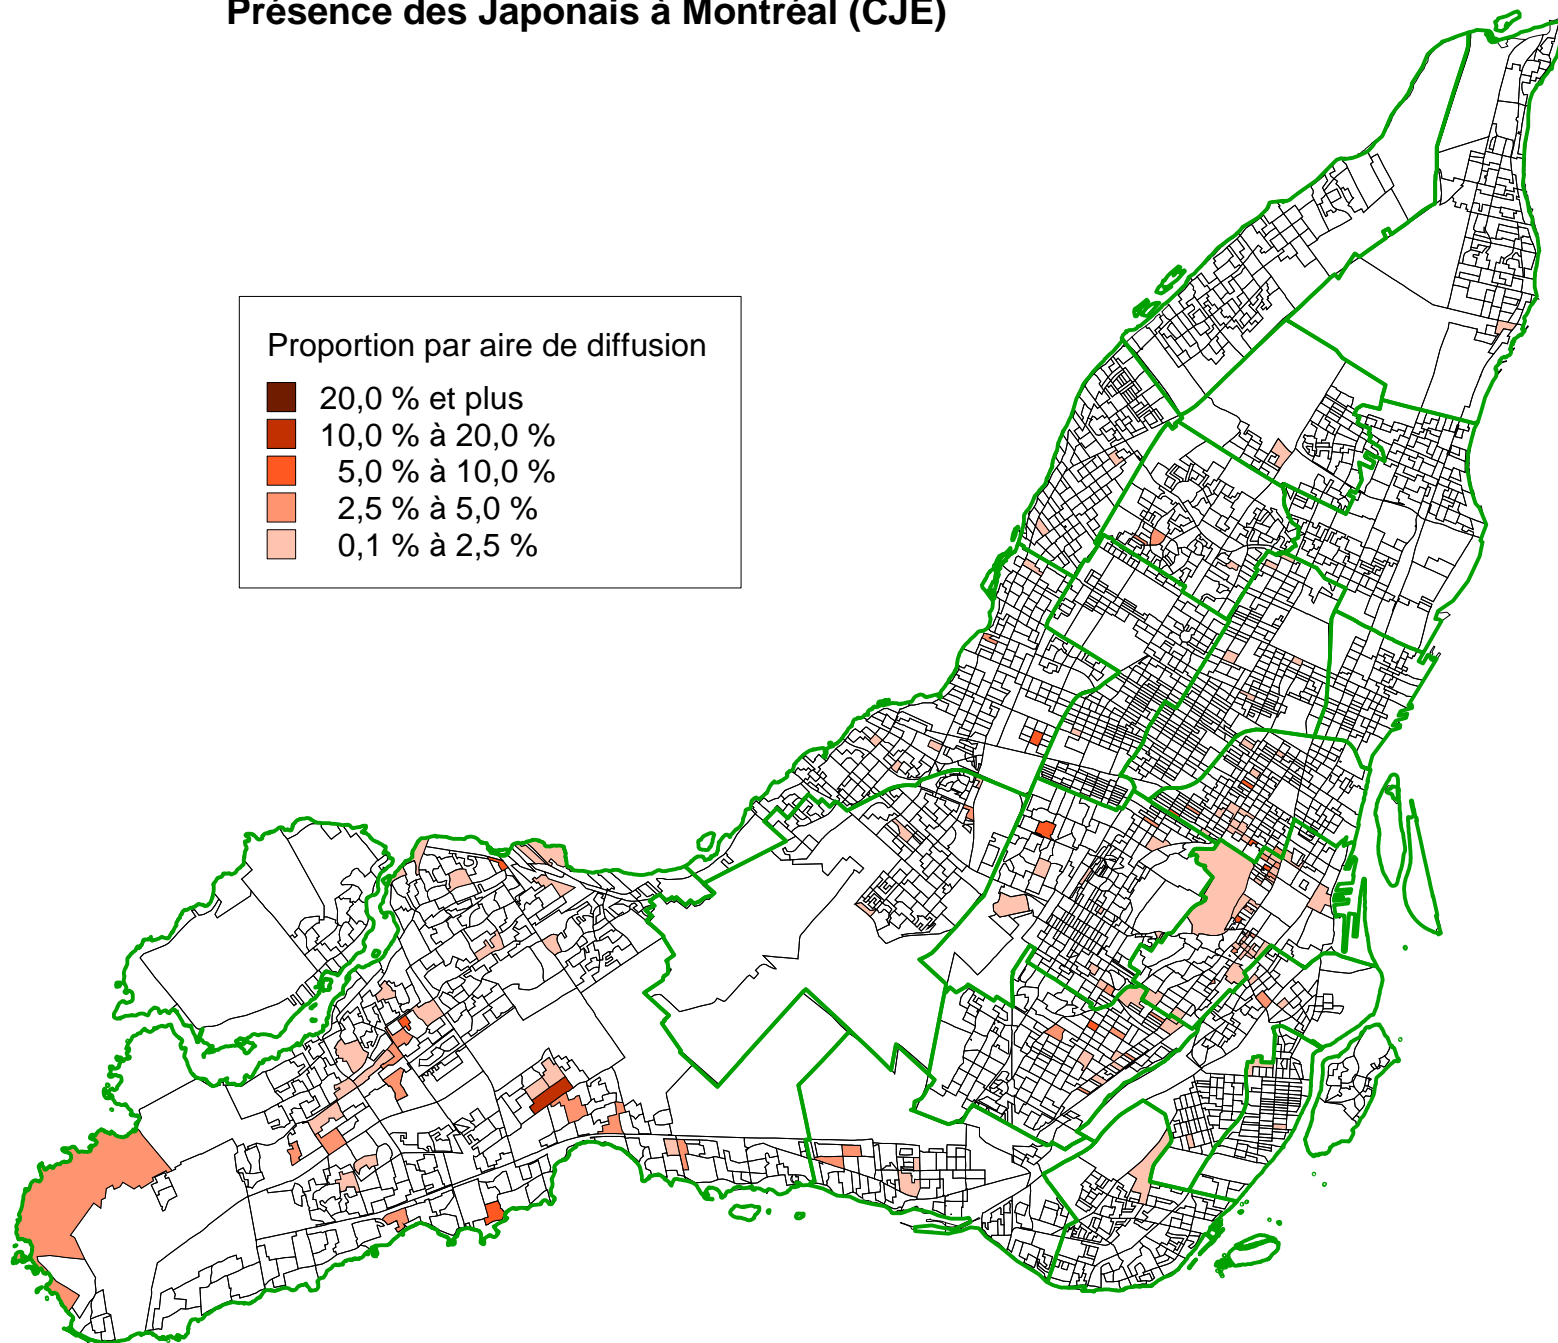 Présence des Japonais à Montréal (CJE)
Proportion par aire de diffusion
20,0 % et plus
10,0 % à 20,0 %
5,0 % à 10,0 %
2,5 % à 5,0 %
0,1 % à 2,5 %